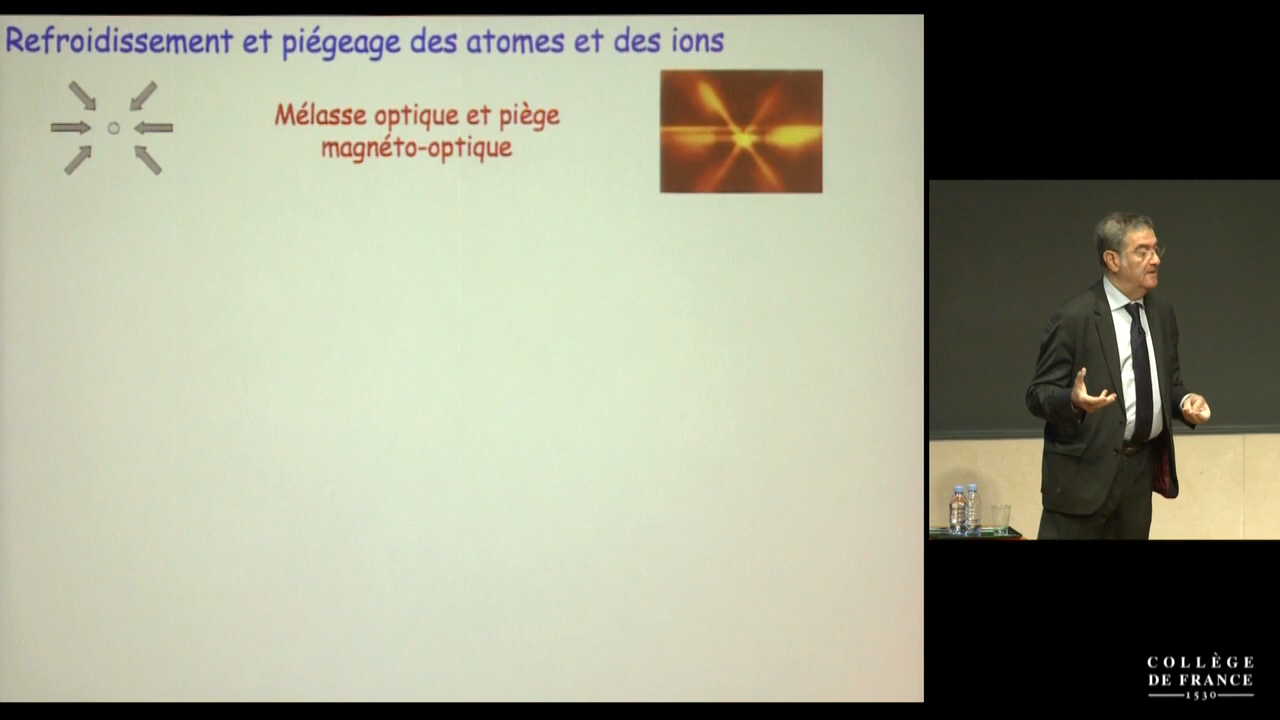 Refroidissement et piégeage des atomes et des ions
Mélasse optique et piège
magnéto-optique
COLLÈGE
DE FRANCE
1530